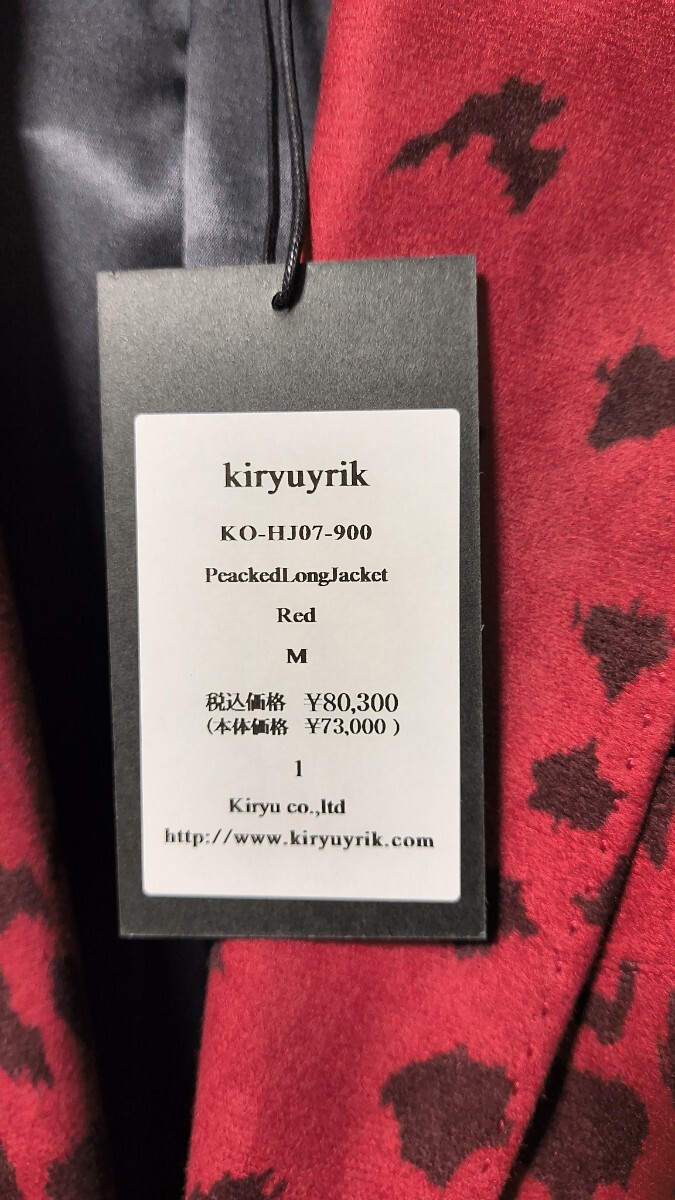 kiryuyrik
KO-HJ07-900
PeackedLongJacket
Red
M
税込価格 ¥80,300
(本体価格 ¥73,000 )
1
Kiryu co.,ltd
http://www.kiryuyrik.com